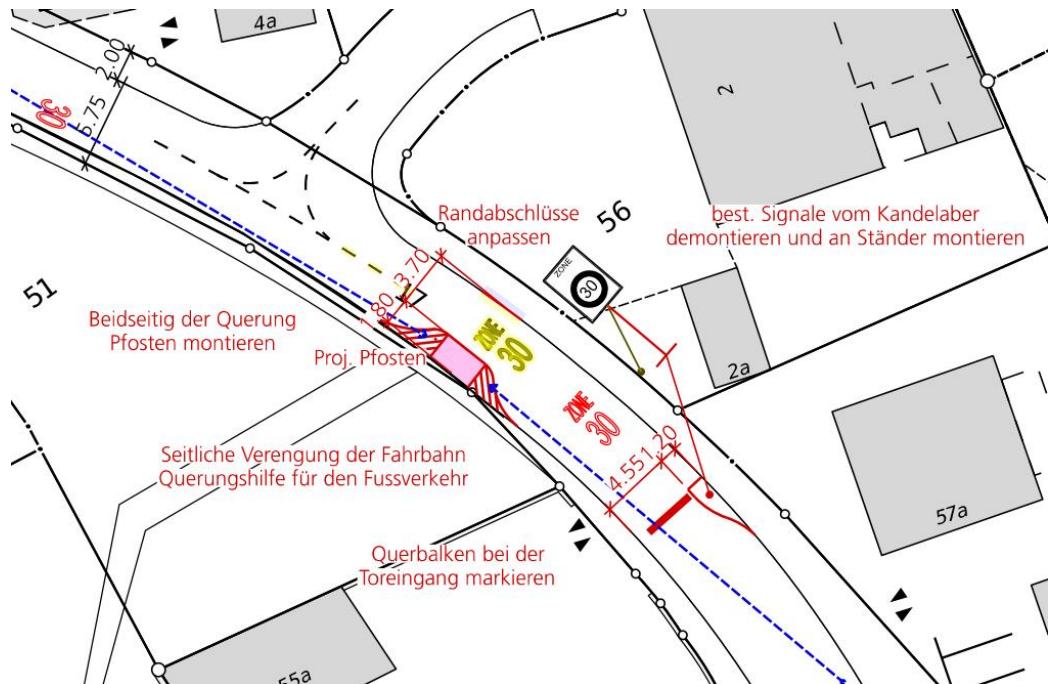 4a
2.00
5.75
30
2
Randabschlüsse
anpassen
56
best. Signale vom Kandelaber
demontieren und an Ständer montieren
ZONE
30
51
3.70
1.80
Beidseitig der Querung
Pfosten montieren
Proj. Pfosten
ZONE
30
2a
ZONE
30
Seitliche Verengung der Fahrbahn
Querungshilfe für den Fussverkehr
4.55
1.20
57a
Querbalken bei der
Toreingang markieren
55a